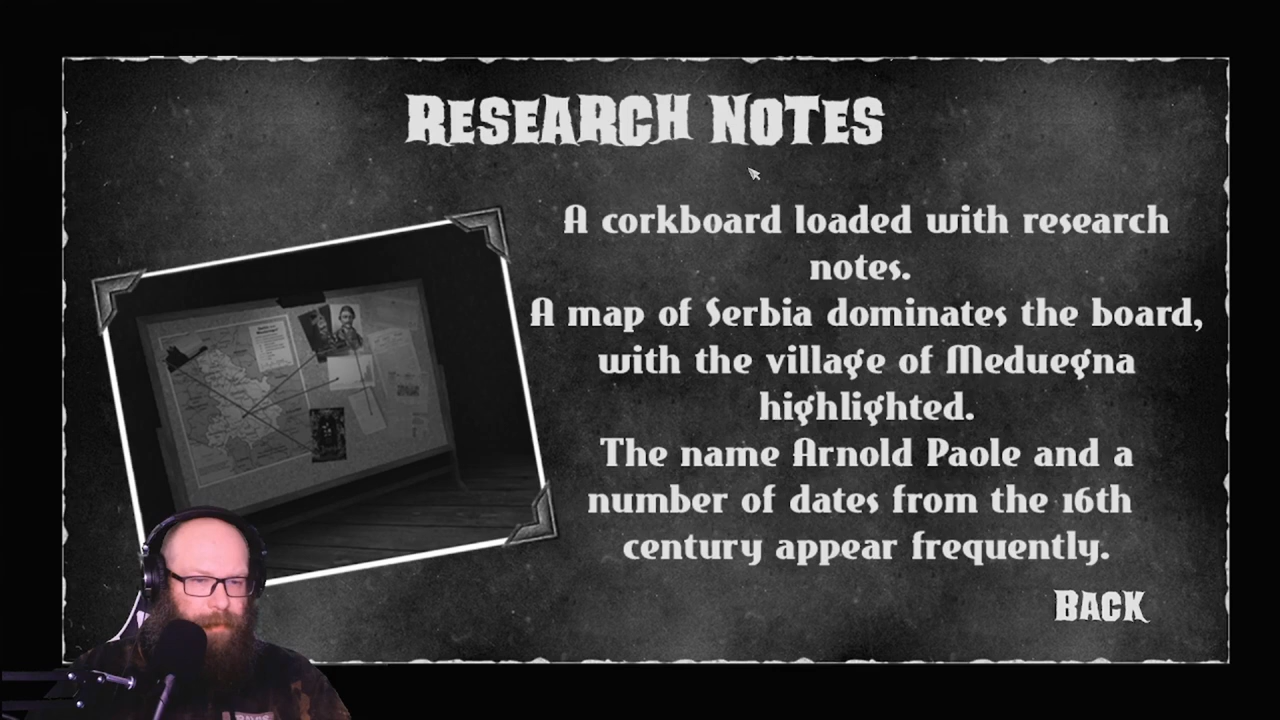 RESEARCH NOTES
A corkboard loaded with research
notes.
A map of Serbia dominates the board,
with the village of Meduegna
highlighted.
The name Arnold Paole and a
number of dates from the 16th
century appear frequently.
BACK